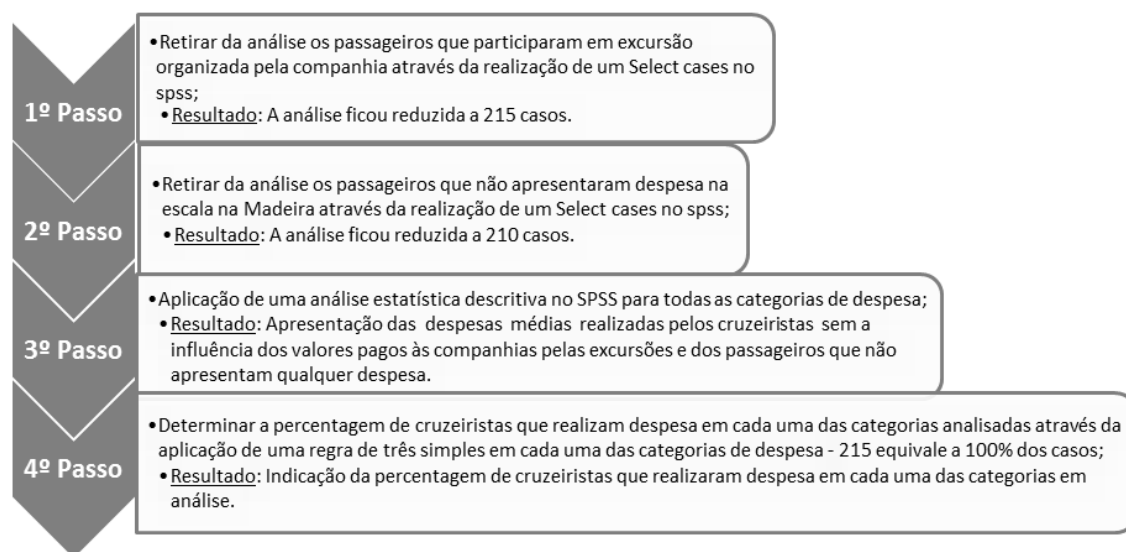 1º Passo
•Retirar da análise os passageiros que participaram em excursão
organizada pela companhia através da realização de um Select cases no
spss;
•Resultado: A análise ficou reduzida a 215 casos.
2º Passo
•Retirar da análise os passageiros que não apresentaram despesa na
escala na Madeira através da realização de um Select cases no spss;
•Resultado: A análise ficou reduzida a 210 casos.
3º Passo
•Aplicação de uma análise estatística descritiva no SPSS para todas as categorias de despesa;
•Resultado: Apresentação das despesas médias realizadas pelos cruzeiristas sem a
influência dos valores pagos às companhias pelas excursões e dos passageiros que não
apresentam qualquer despesa.
4º Passo
•Determinar a percentagem de cruzeiristas que realizam despesa em cada uma das categorias analisadas através da
aplicação de uma regra de três simples em cada uma das categorias de despesa - 215 equivale a 100% dos casos;
•Resultado: Indicação da percentagem de cruzeiristas que realizaram despesa em cada uma das categorias em
análise.